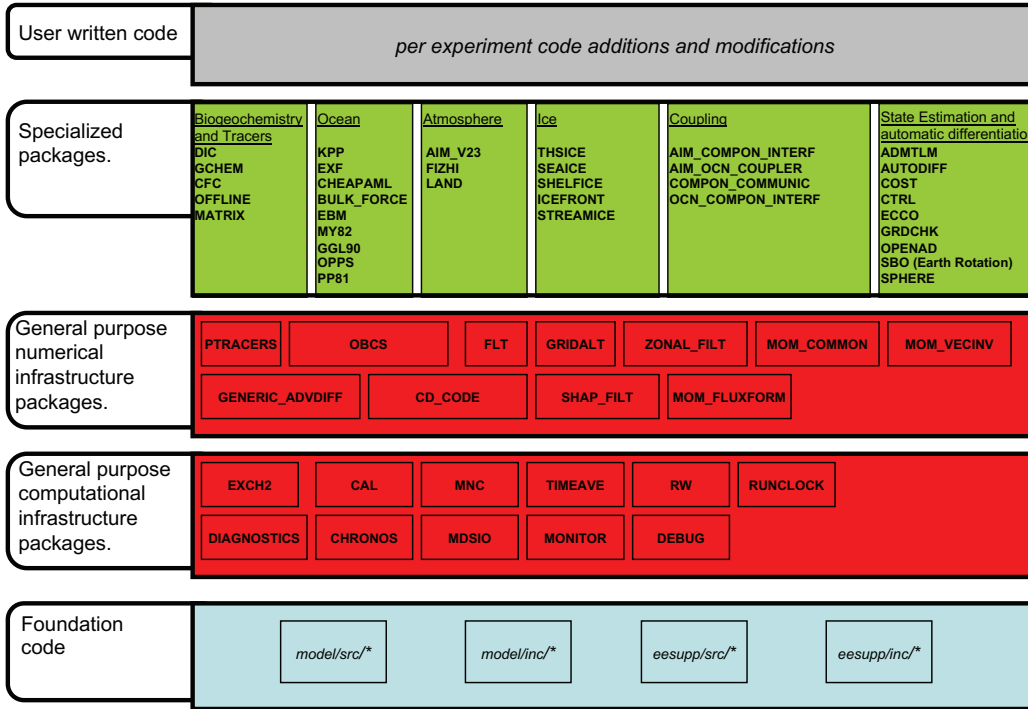 User written code
per experiment code additions and modifications
Specialized
packages.
Biogeochemistry
and Tracers
DIC
GCHEM
CFC
OFFLINE
MATRIX
Ocean
KPP
EXF
CHEAPAML
BULK_FORCE
EBM
MY82
GGL90
OPPS
PP81
Atmosphere
AIM_V23
FIZHI
LAND
Ice
THSICE
SEAICE
SHELFICE
ICEFRONT
STREAMICE
Coupling
AIM_COMPON_INTERF
AIM_OCN_COUPLER
COMPON_COMMUNIC
OCN_COMPON_INTERF
State Estimation and
automatic differentiatio
ADMTLM
AUTODIFF
COST
CTRL
ECCO
GRDCHK
OPENAD
SBO (Earth Rotation)
SPHERE
General purpose
numerical
infrastructure
packages.
PTRACERS OBCS FLT GRIDALT ZONAL_FILT MOM_COMMON MOM_VECINV
GENERIC_ADVDIFF CD_CODE SHAP_FILT MOM_FLUXFORM
General purpose
computational
infrastructure
packages.
EXCH2 CAL MNC TIMEAVE RW RUNCLOCK
DIAGNOSTICS CHRONOS MDSIO MONITOR DEBUG
Foundation
code
model/src/* model/inc/* eesupp/src/* eesupp/inc/*